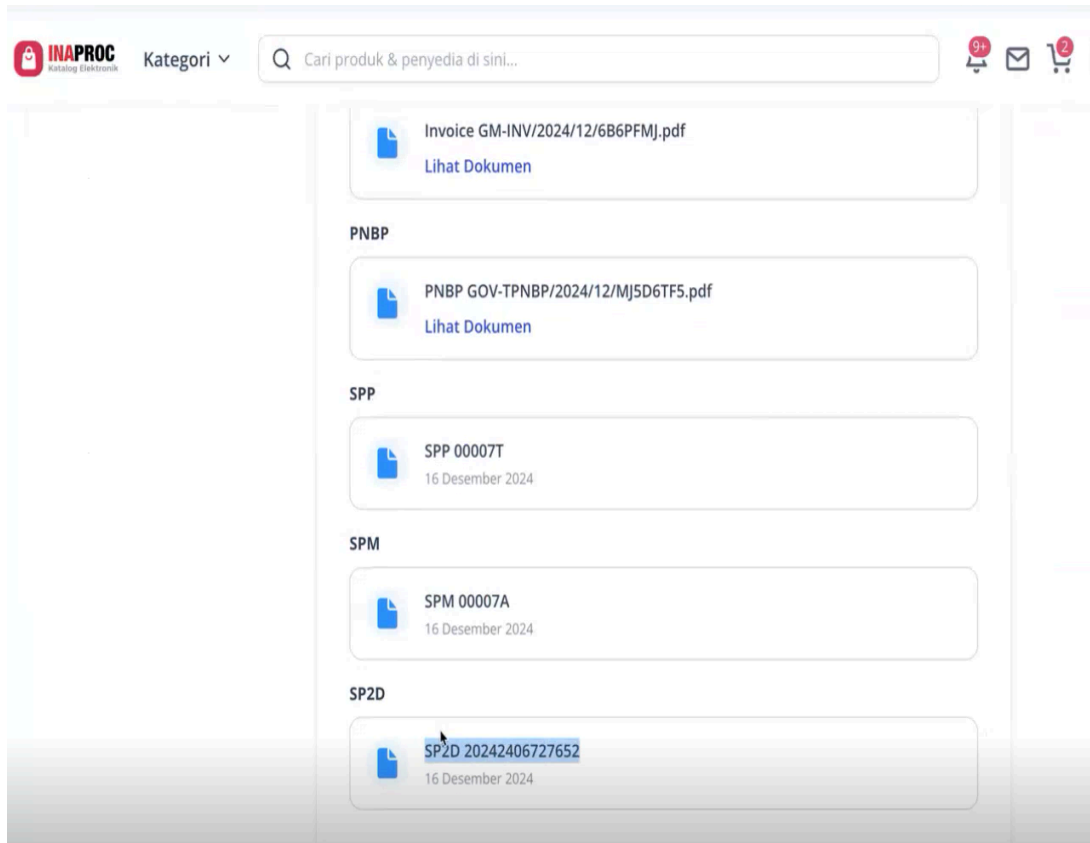 INAPROC
Katalog Elektronik
Kategori
Cari produk & penyedia di sini...
9+
2
Invoice GM-INV/2024/12/6B6PFMJ.pdf
Lihat Dokumen
PNBP
PNBP GOV-TPNBP/2024/12/MJ5D6TF5.pdf
Lihat Dokumen
SPP
SPP 00007T
16 Desember 2024
SPM
SPM 00007A
16 Desember 2024
SP2D
SP2D 20242406727652
16 Desember 2024